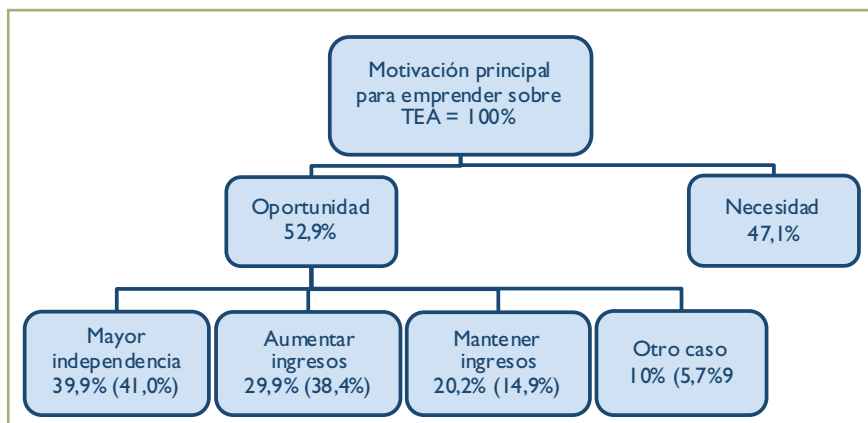 Motivación principal
para emprender sobre
TEA = 100%
Oportunidad
52,9%
Necesidad
47,1%
Mayor
independencia
39,9% (41,0%)
Aumentar
ingresos
29,9% (38,4%)
Mantener
ingresos
20,2% (14,9%)
Otro caso
10% (5,7%9